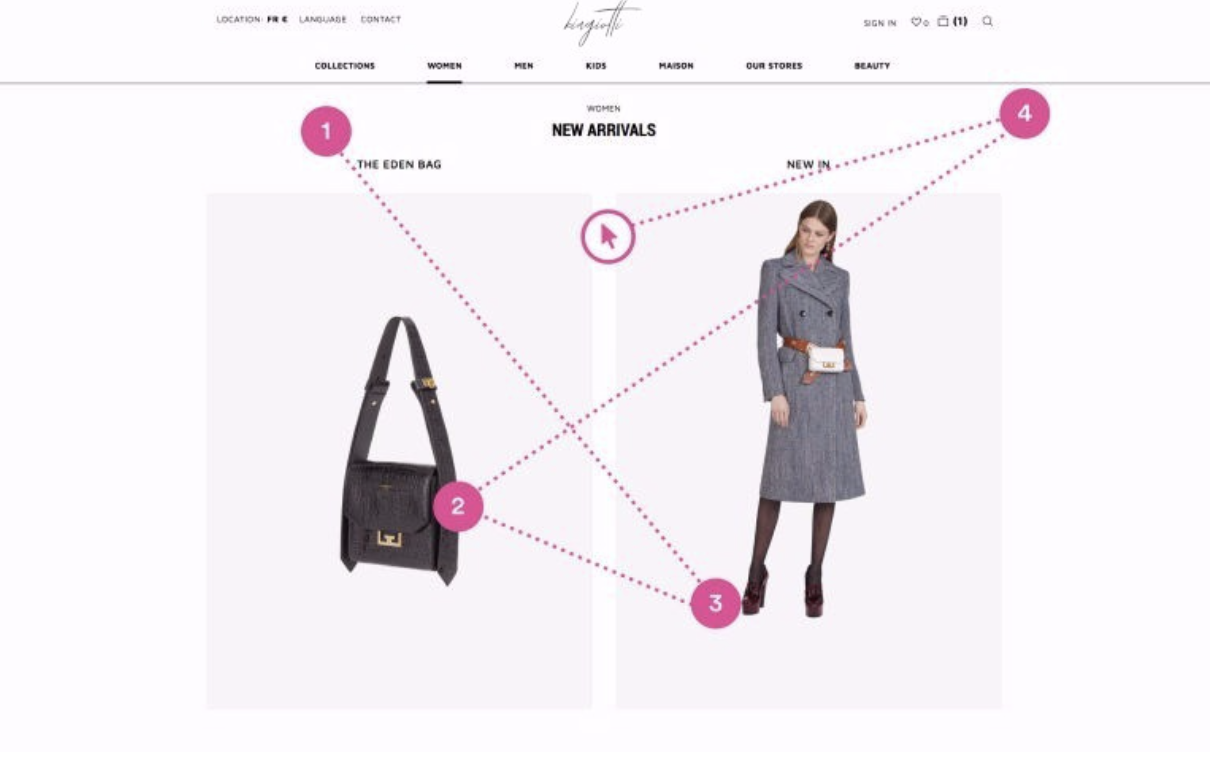 LOCATION: FR € LANGUAGE CONTACT
SIGN IN 0 (1)
COLLECTIONS WOMEN MEN KIDS MAISON OUR STORES BEAUTY
WOMEN
NEW ARRIVALS
THE EDEN BAG
NEW IN
1
4
2
3